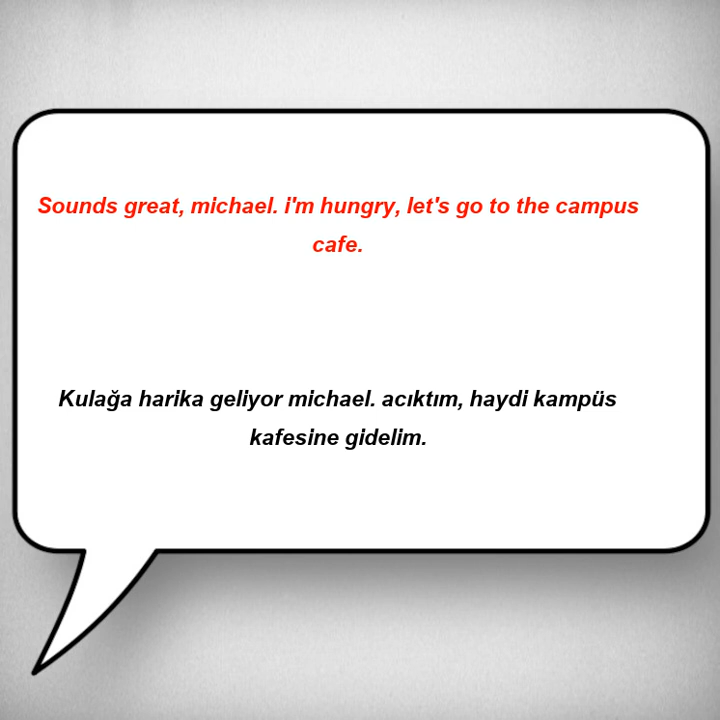 Sounds great, michael. i'm hungry, let's go to the campus
cafe.
Kulağa harika geliyor michael. acıktım, haydi kampüs
kafesine gidelim.